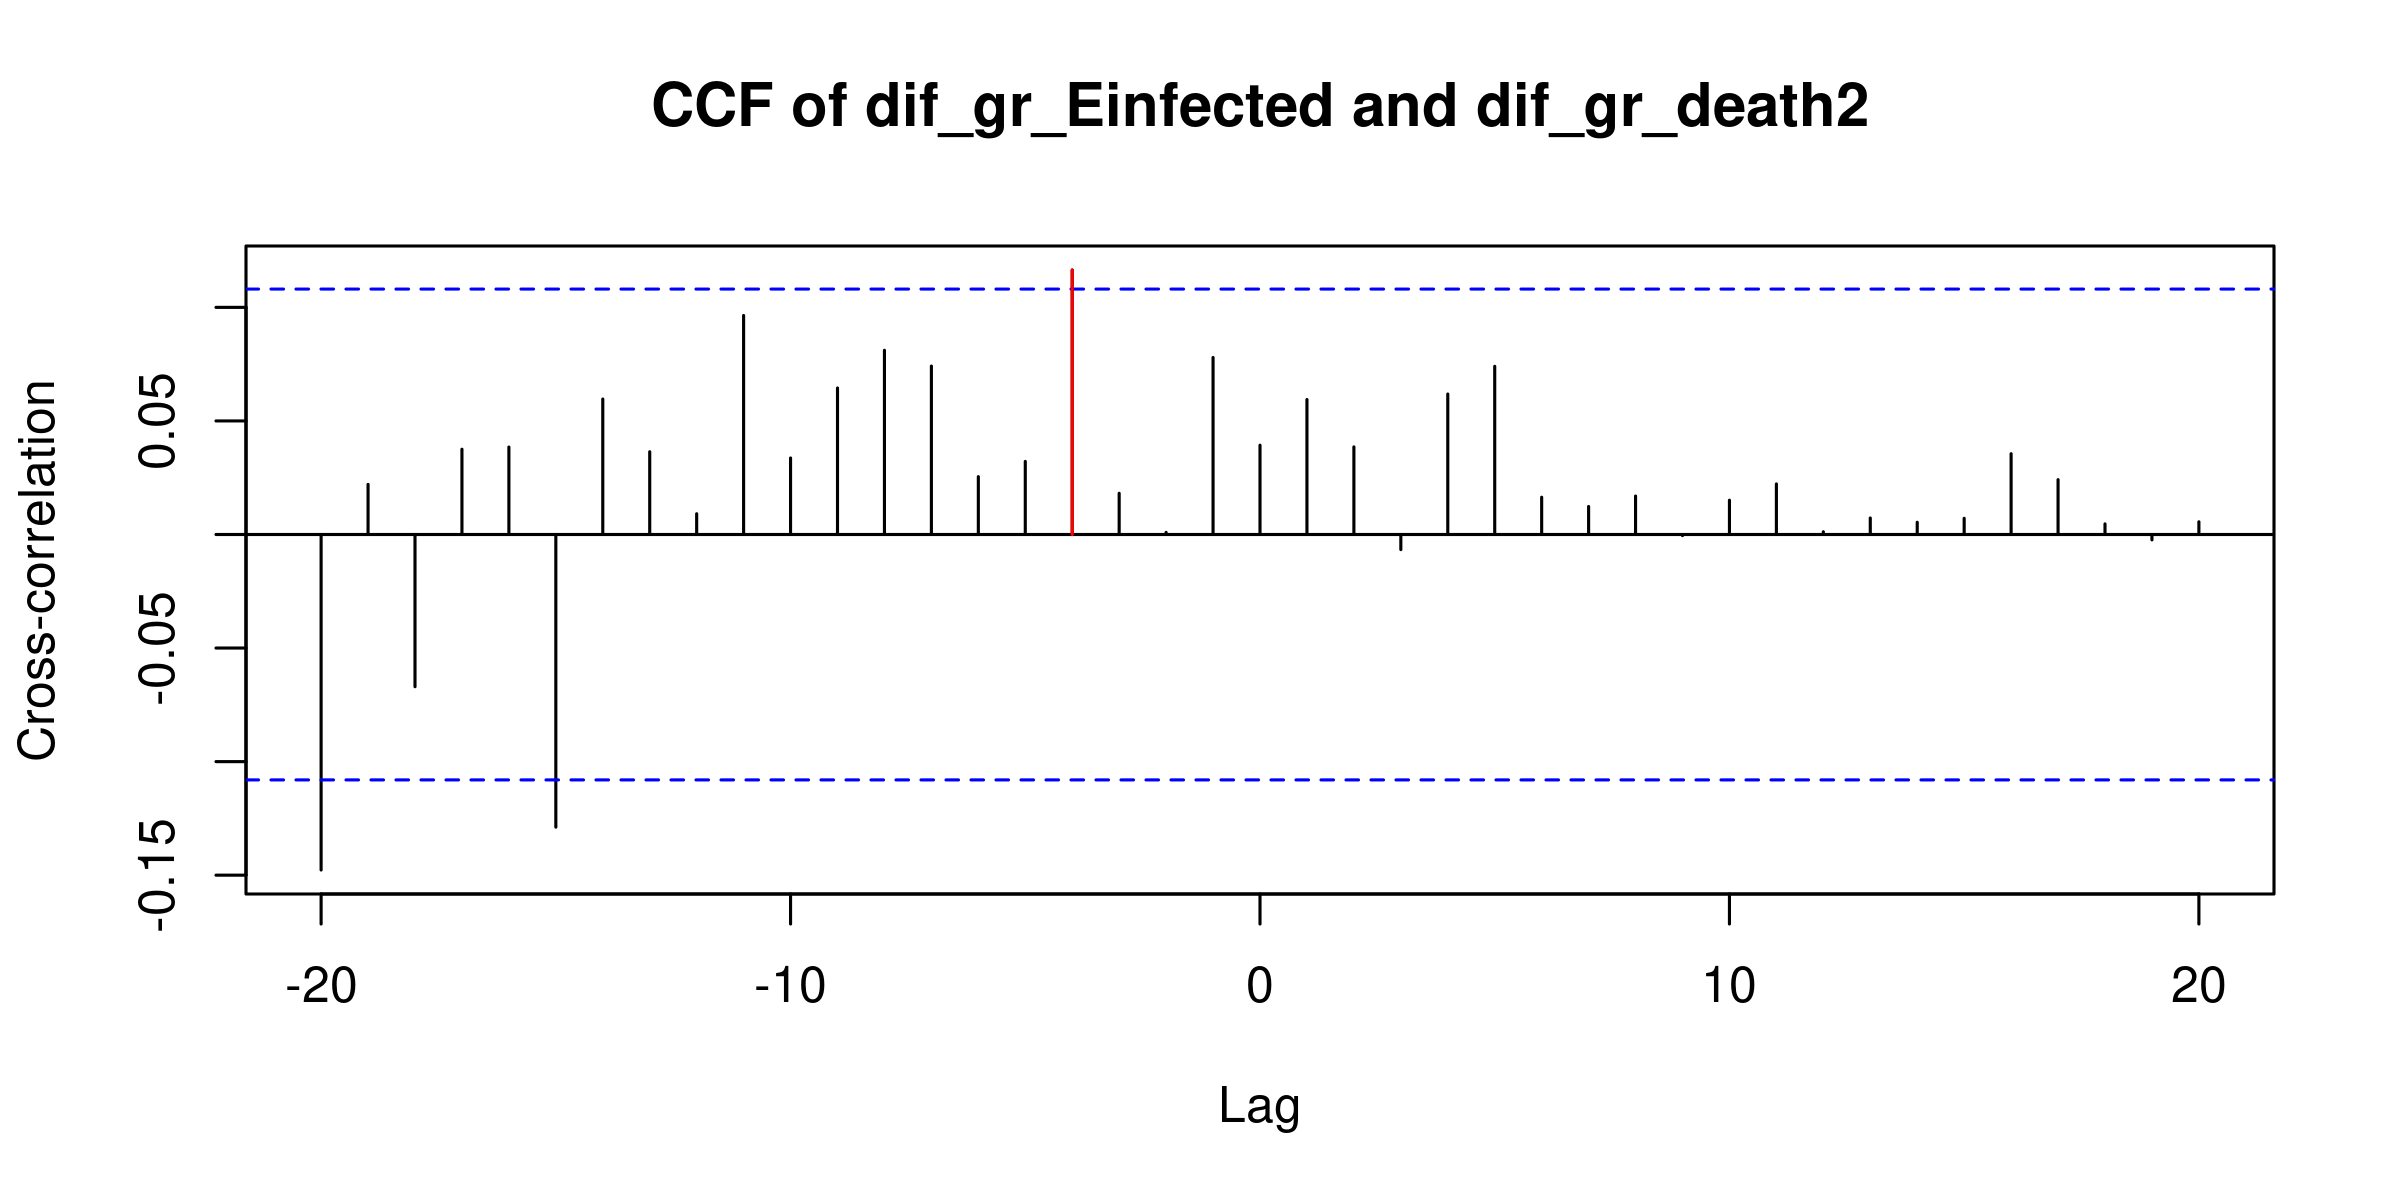 CCF of dif_gr_Einfected and dif_gr_death2
Cross-correlation
0.05
-0.05
-0.15
-20 -10 0 10 20
Lag